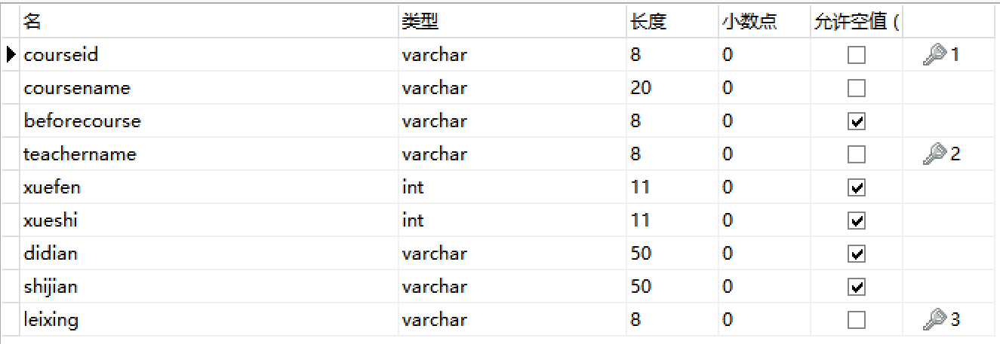 名 类型 长度 小数点 允许空值 (
courseid varchar 8 0 1
coursename varchar 20 0
beforecourse varchar 8 0
teachername varchar 8 0 2
xuefen int 11 0
xueshi int 11 0
didian varchar 50 0
shijian varchar 50 0
leixing varchar 8 0 3